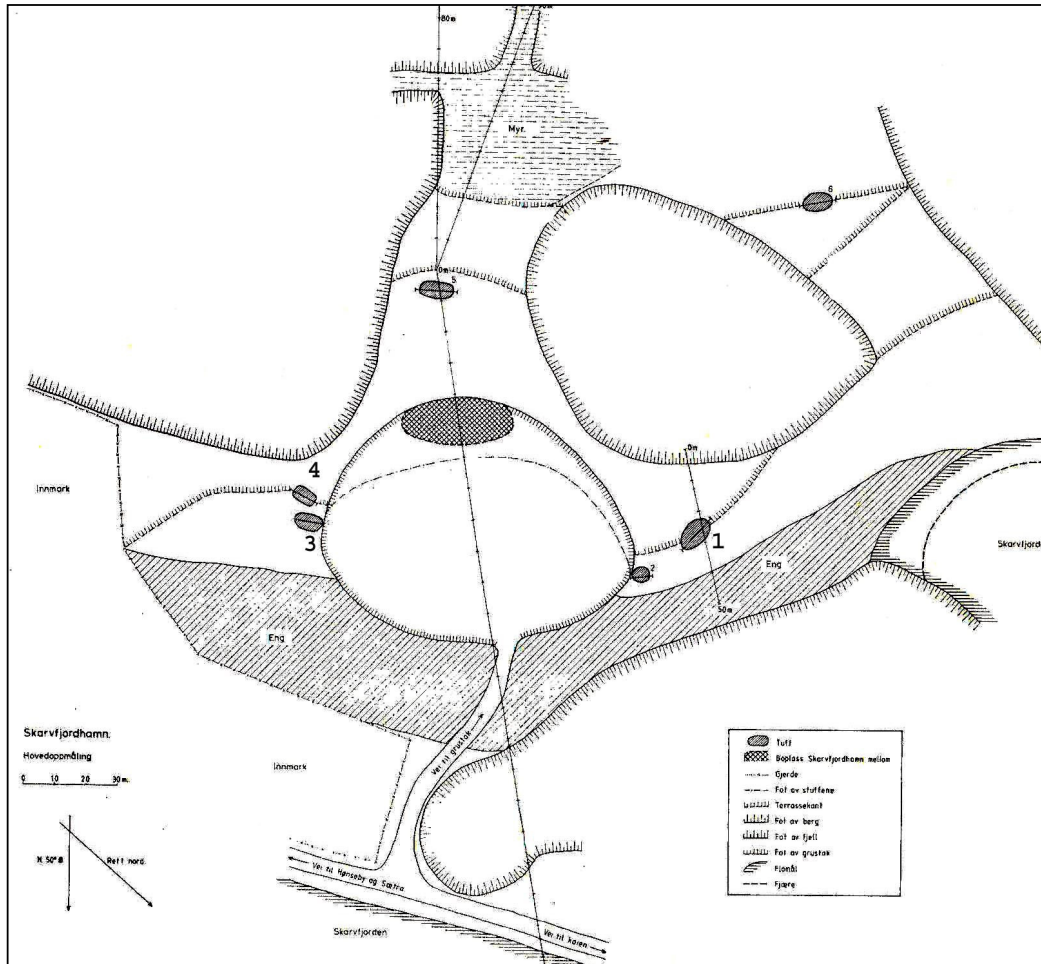 80m
Myr.
6
0m
5
4
Innmark
3
0m
1
1
2
Skarvfjord
Eng
50m
Eng
Skarvfjordhamn.
Hovedoppmåling
0 10 20 30m.
N 50° Ø
Rett nord.
Innmark
Vei til grustak
Vei til Hønseby og Sætra
Skarvfjorden
Vei til kaien
Tuft
Boplass Skarvfjordhamn mellom
Gjerde
Fot av stuffene
Terrassekant
Fot av berg
Fot av fjell
Fot av grustak
Flomål
Fjære